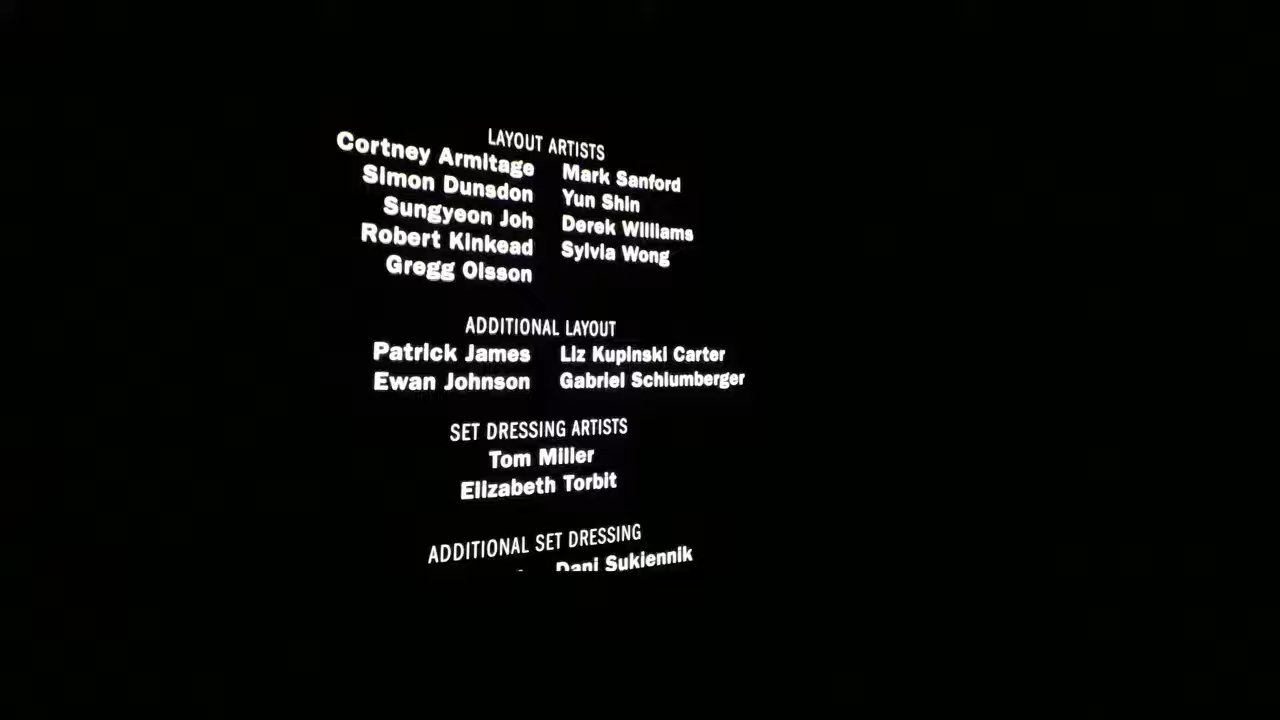 LAYOUT ARTISTS
Cortney Armitage Mark Sanford
Simon Dunsdon Yun Shin
Sungyeon Joh Derek Williams
Robert Kinkead Sylvia Wong
Gregg Olsson
ADDITIONAL LAYOUT
Patrick James Liz Kupinski Carter
Ewan Johnson Gabriel Schlumberger
SET DRESSING ARTISTS
Tom Miller
Elizabeth Torbit
ADDITIONAL SET DRESSING
Dani Sukiennik